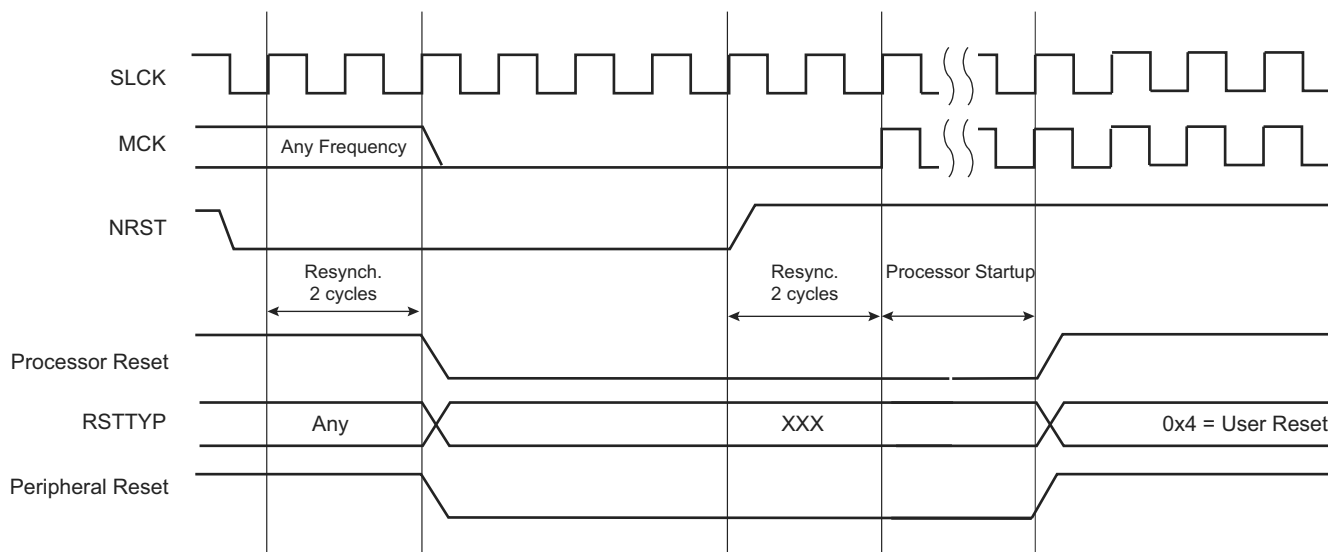 SLCK
MCK
Any Frequency
NRST
Resynch.
2 cycles
Resync.
2 cycles
Processor Startup
Processor Reset
RSTTYP
Any
XXX
0x4 = User Reset
Peripheral Reset